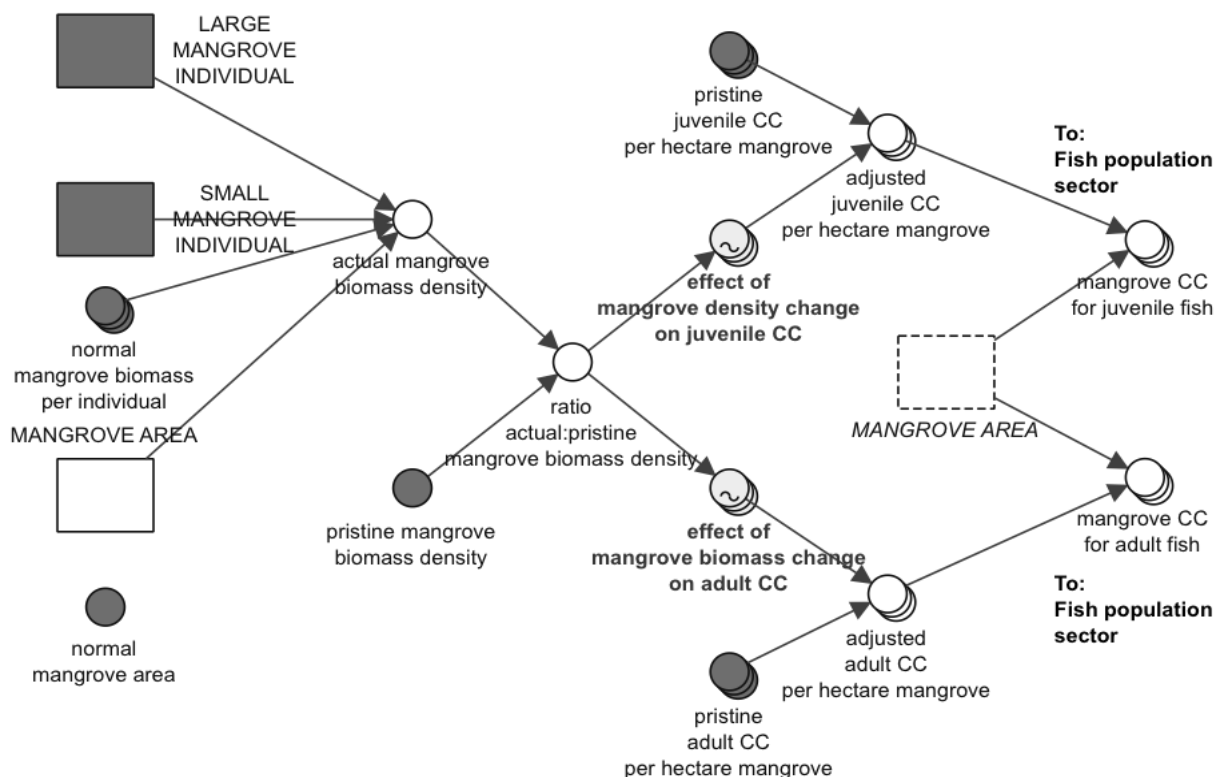 LARGE
MANGROVE
INDIVIDUAL
SMALL
MANGROVE
INDIVIDUAL
normal
mangrove biomass
per individual
MANGROVE AREA
normal
mangrove area
actual mangrove
biomass density
pristine mangrove
biomass density
ratio
actual:pristine
mangrove biomass density
pristine
juvenile CC
per hectare mangrove
effect of
mangrove density change
on juvenile CC
adjusted
juvenile CC
per hectare mangrove
To:
Fish population
sector
mangrove CC
for juvenile fish
MANGROVE AREA
effect of
mangrove biomass change
on adult CC
pristine
adult CC
per hectare mangrove
adjusted
adult CC
per hectare mangrove
mangrove CC
for adult fish
To:
Fish population
sector